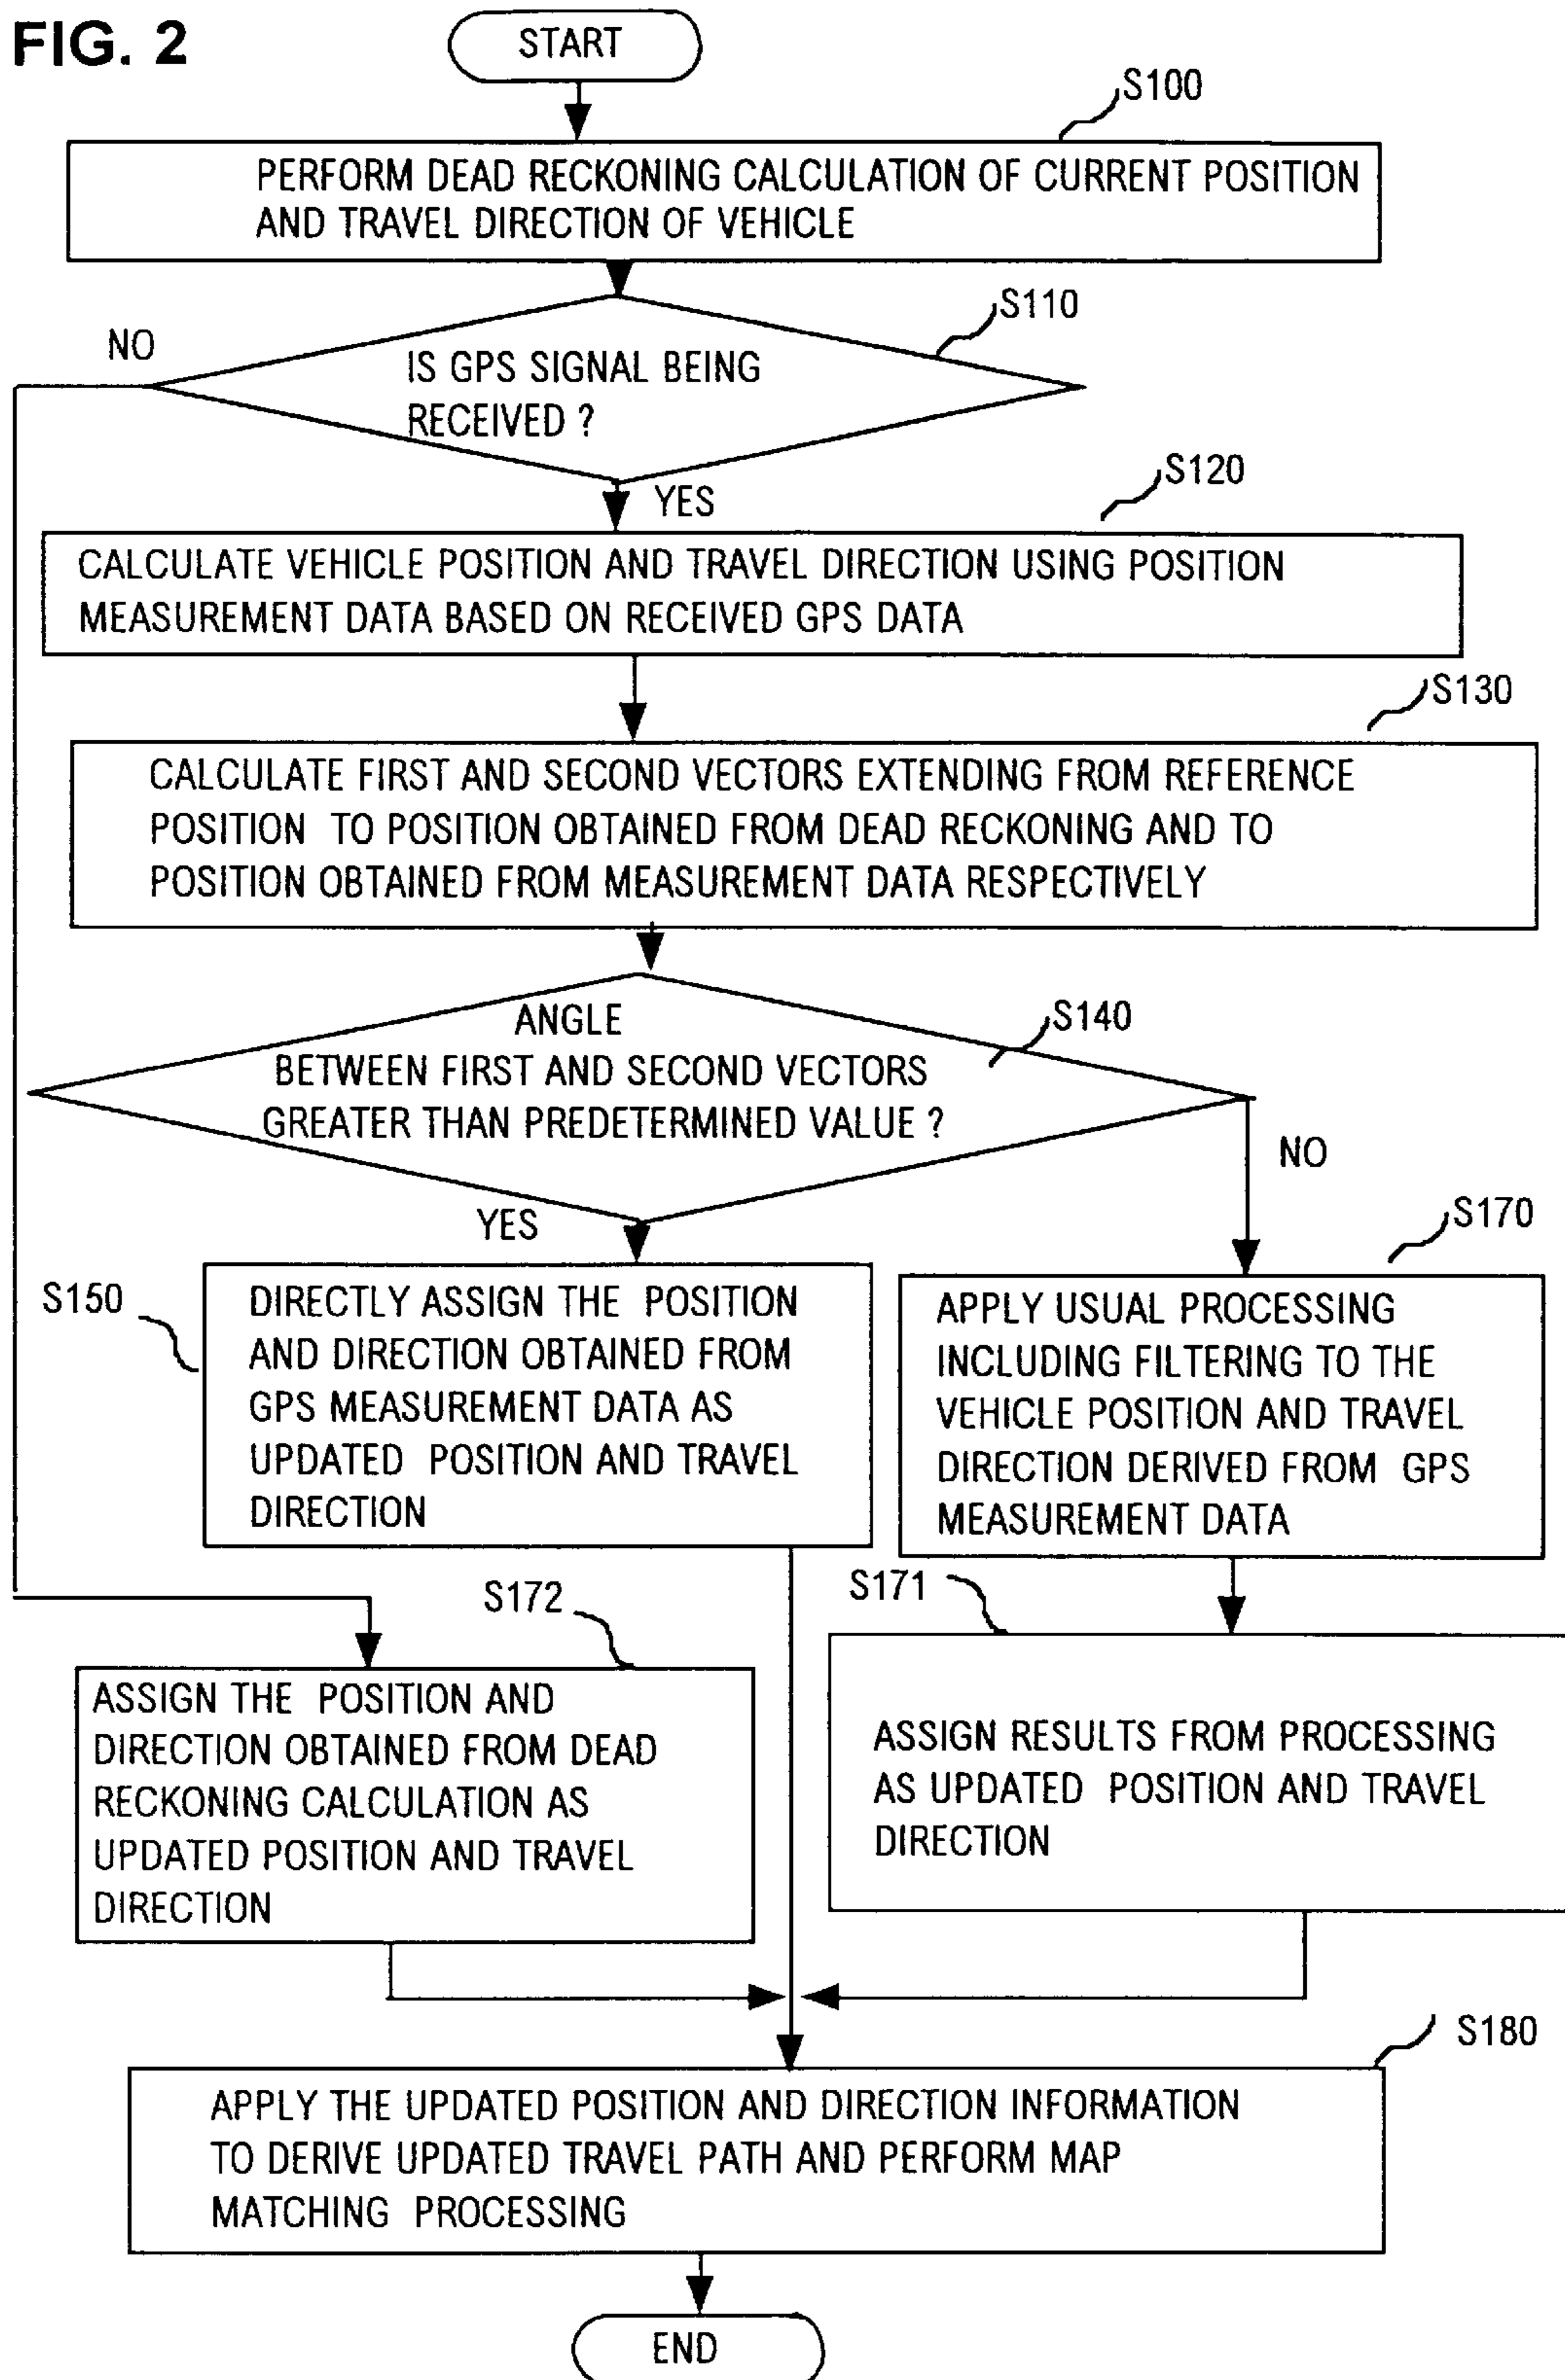 FIG. 2
START
S100
PERFORM DEAD RECKONING CALCULATION OF CURRENT POSITION
AND TRAVEL DIRECTION OF VEHICLE
S110
NO
IS GPS SIGNAL BEING
RECEIVED ?
YES
S120
CALCULATE VEHICLE POSITION AND TRAVEL DIRECTION USING POSITION
MEASUREMENT DATA BASED ON RECEIVED GPS DATA
S130
CALCULATE FIRST AND SECOND VECTORS EXTENDING FROM REFERENCE
POSITION TO POSITION OBTAINED FROM DEAD RECKONING AND TO
POSITION OBTAINED FROM MEASUREMENT DATA RESPECTIVELY
S140
ANGLE
BETWEEN FIRST AND SECOND VECTORS
GREATER THAN PREDETERMINED VALUE ?
NO
YES
S150
DIRECTLY ASSIGN THE POSITION
AND DIRECTION OBTAINED FROM
GPS MEASUREMENT DATA AS
UPDATED POSITION AND TRAVEL
DIRECTION
S170
APPLY USUAL PROCESSING
INCLUDING FILTERING TO THE
VEHICLE POSITION AND TRAVEL
DIRECTION DERIVED FROM GPS
MEASUREMENT DATA
S172
ASSIGN THE POSITION AND
DIRECTION OBTAINED FROM DEAD
RECKONING CALCULATION AS
UPDATED POSITION AND TRAVEL
DIRECTION
S171
ASSIGN RESULTS FROM PROCESSING
AS UPDATED POSITION AND TRAVEL
DIRECTION
S180
APPLY THE UPDATED POSITION AND DIRECTION INFORMATION
TO DERIVE UPDATED TRAVEL PATH AND PERFORM MAP
MATCHING PROCESSING
END